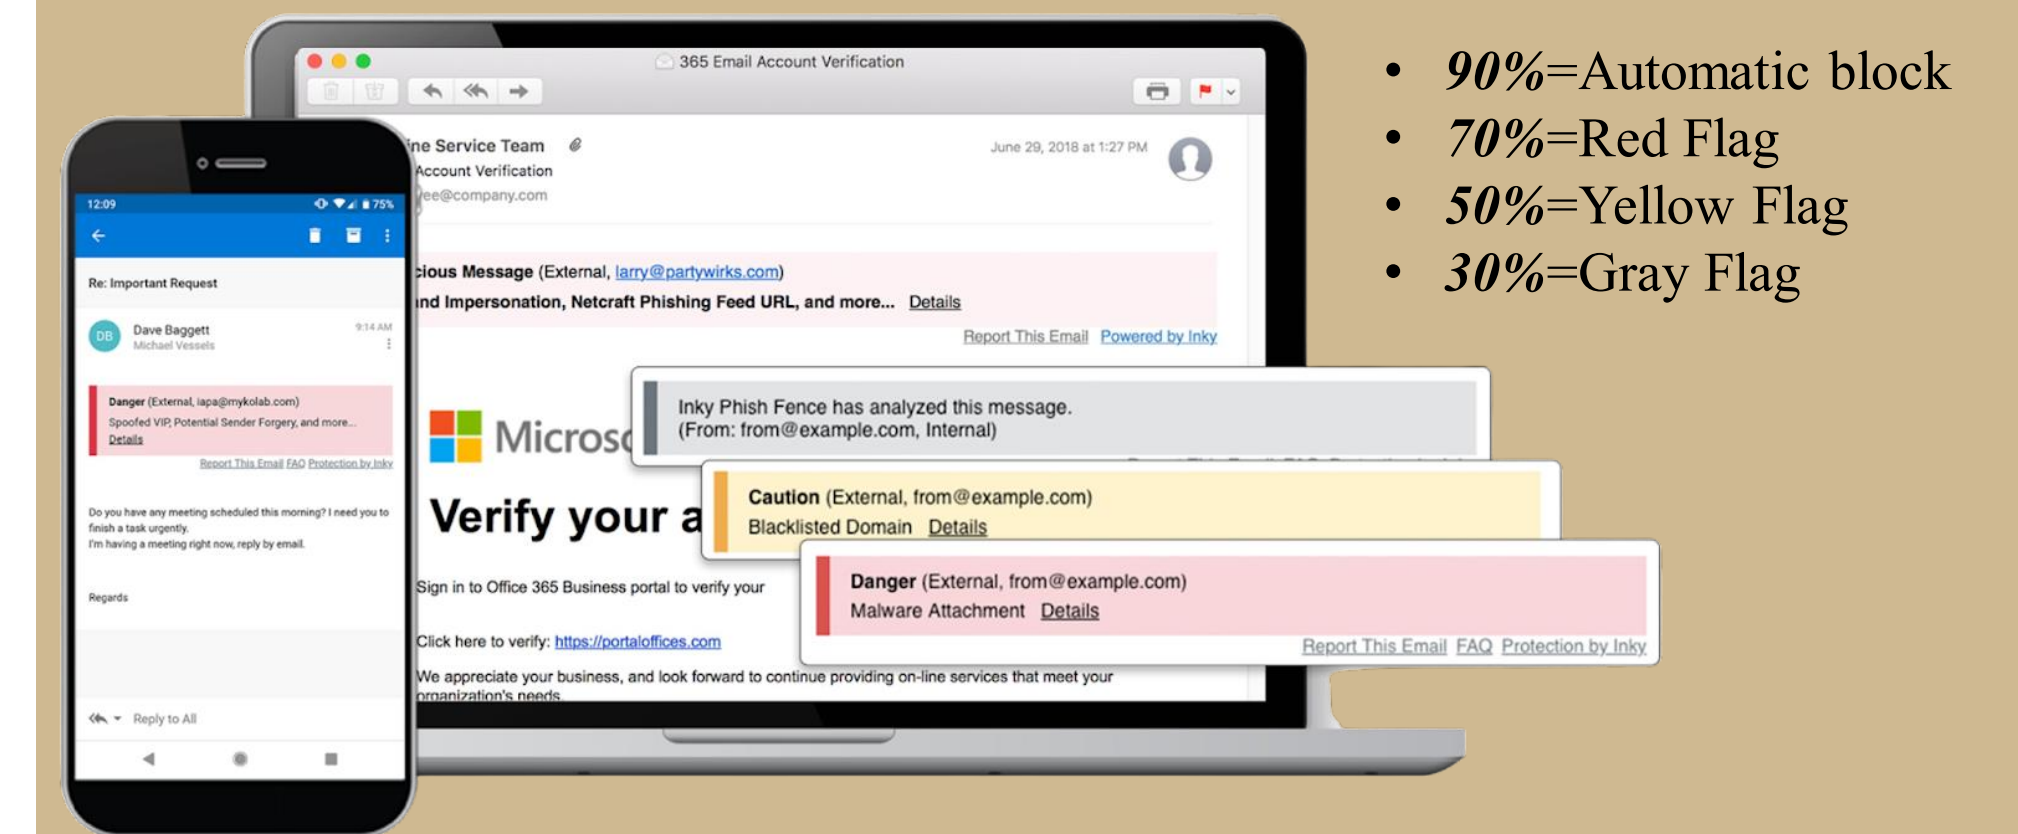 365 Email Account Verification
ne Service Team
Account Verification
ee@company.com
June 29, 2018 at 1:27 PM
cious Message (External, larry@partywirks.com)
nd Impersonation, Netcraft Phishing Feed URL, and more... Details
Report This Email Powered by Inky
Micros
Verify your a
Sign in to Office 365 Business portal to verify your
Click here to verify: https://portaloffices.com
We appreciate your business, and look forward to continue providing on-line services that meet your
organization's needs.
12:09
75%
Re: Important Request
DB
Dave Baggett
9:14 AM
Michael Vessels
Danger (External, iapa@mykolab.com)
Spoofed VIP, Potential Sender Forgery, and more...
Details
Report This Email FAQ Protection by Inky
Do you have any meeting scheduled this morning? I need you to
finish a task urgently.
I'm having a meeting right now, reply by email.
Regards
Reply to All
Inky Phish Fence has analyzed this message.
(From: from@example.com, Internal)
Caution (External, from@example.com)
Blacklisted Domain Details
Danger (External, from@example.com)
Malware Attachment Details
Report This Email FAQ Protection by Inky
• 90%=Automatic block
• 70%=Red Flag
• 50%=Yellow Flag
• 30%=Gray Flag